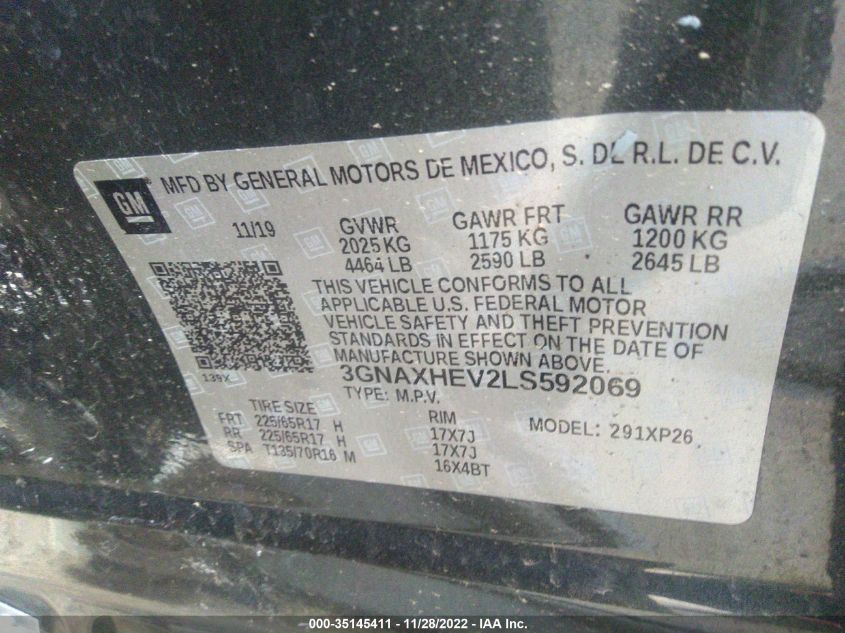 GM
MFD BY GENERAL MOTORS DE MEXICO, S. DE R.L. DE C.V.
11/19 GVWR GAWR FRT GAWR RR
2025 KG 1175 KG 1200 KG
4464 LB 2590 LB 2645 LB
THIS VEHICLE CONFORMS TO ALL
APPLICABLE U.S. FEDERAL MOTOR
VEHICLE SAFETY AND THEFT PREVENTION
STANDARDS IN EFFECT ON THE DATE OF
MANUFACTURE SHOWN ABOVE.
139X
3GNAXHEV2LS592069
TYPE: M.P.V.
TIRE SIZE RIM
FRT 225/65R17 H 17X7J
RR 225/65R17 H 17X7J
SPA T135/70R16 M 16X4BT
MODEL: 291XP26
000-35145411 - 11/28/2022 - IAA Inc.